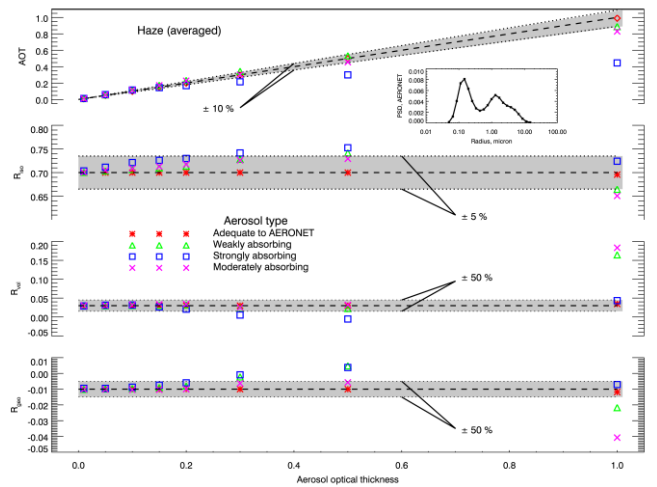 Haze (averaged)
1.0
0.8
0.6
0.4
0.2
0.0
AOT
± 10 %
0.010
0.008
0.006
0.004
0.002
0.000
PSD, AERONET
0.01 0.10 1.00 10.00 100.00
Radius, micron
0.80
0.75
0.70
0.65
R iso
± 5 %
Aerosol type
Adequate to AERONET
Weakly absorbing
Strongly absorbing
Moderately absorbing
0.20
0.15
0.10
0.05
0.00
-0.05
R vol
± 50 %
0.01
0.00
-0.01
-0.02
-0.03
-0.04
-0.05
R geo
± 50 %
0.0 0.2 0.4 0.6 0.8 1.0
Aerosol optical thickness